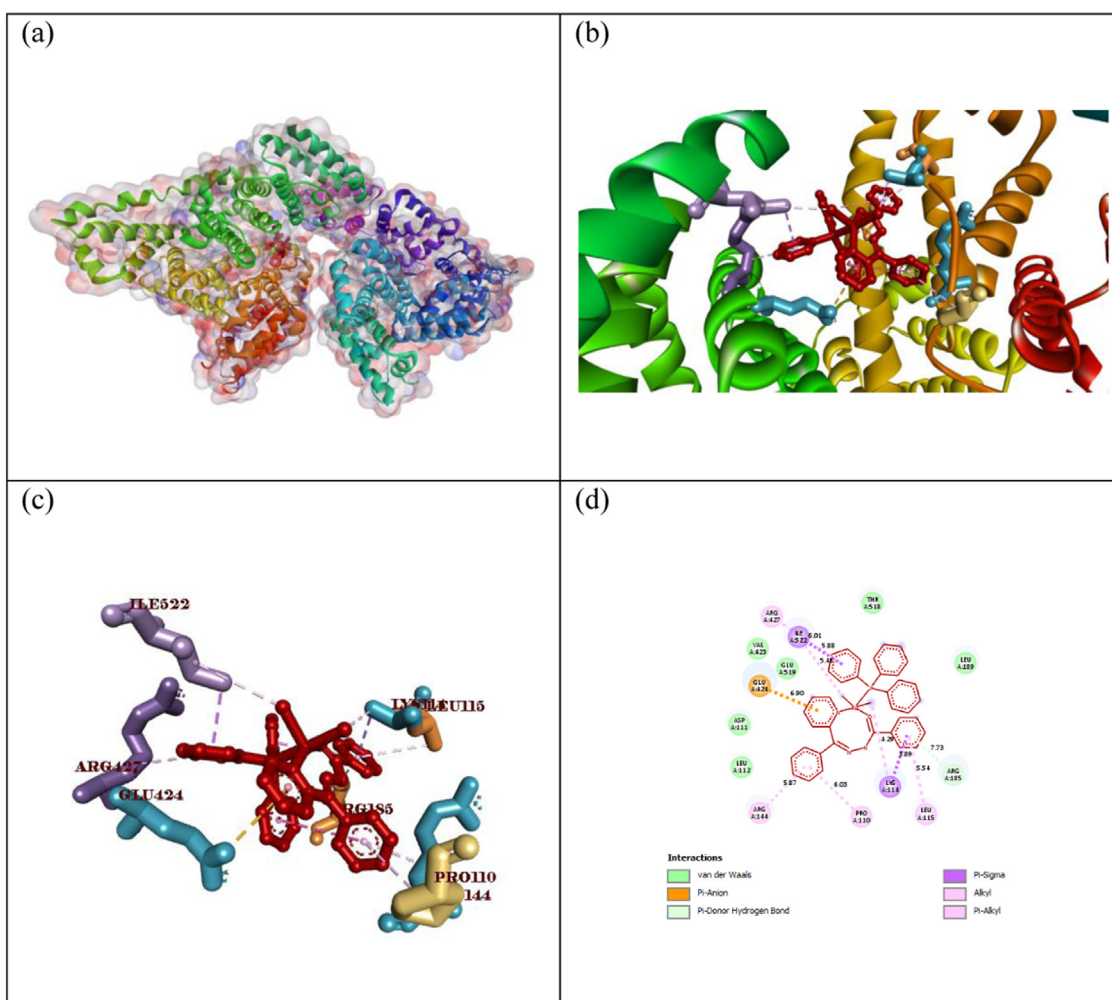 (a)
(b)
(c)
ILE522
LEU115
ARG427
GLU424
RG185
PRO110
144
(d)
THR
A:518
ARG
A:427
ILE
A:522
6.01
5.88
VAL
A:423
GLU
A:519
LEU
A:189
GLU
A:424
6.90
ASP
A:111
4.29
7.73
LEU
A:112
5.54
ARG
A:185
5.87
6.03
LYS
A:114
ARG
A:144
PRO
A:110
LEU
A:115
Interactions
van der Waals
Pi-Anion
Pi-Donor Hydrogen Bond
Pi-Sigma
Alkyl
Pi-Alkyl